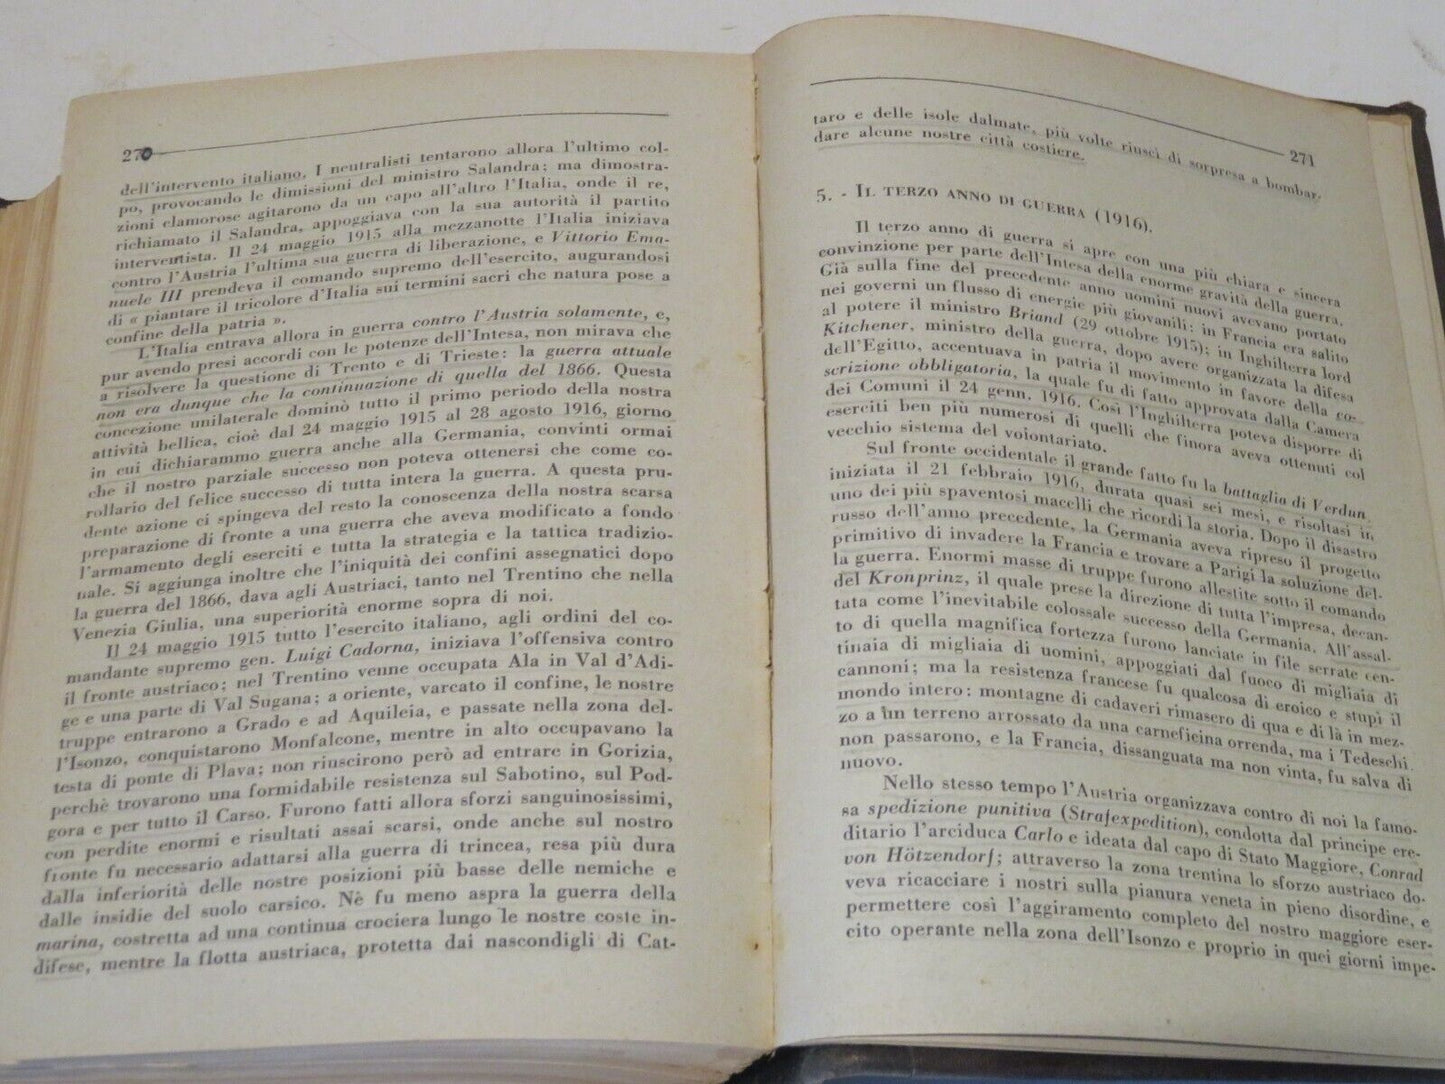 270
dell'intervento italiano. I neutralisti tentarono allora l'ultimo col-
po, provocando le dimissioni del ministro Salandra; ma dimostra-
zioni clamorose agitarono da un capo all'altro l'Italia, onde il re,
richiamato il Salandra, appoggiava con la sua autorità il partito
interventista. Il 24 maggio 1915 alla mezzanotte l'Italia iniziava
contro l'Austria l'ultima sua guerra di liberazione, e Vittorio Ema-
nuele III prendeva il comando supremo dell'esercito, augurandosi
di « piantare il tricolore d'Italia sui termini sacri che natura pose a
confine della patria ».
L'Italia entrava allora in guerra contro l'Austria solamente, e,
pur avendo presi accordi con le potenze dell'Intesa, non mirava che
a risolvere la questione di Trento e di Trieste: la guerra attuale
non era dunque che la continuazione di quella del 1866. Questa
concezione unilaterale dominò tutto il primo periodo della nostra
attività bellica, cioè dal 24 maggio 1915 al 28 agosto 1916, giorno
in cui dichiarammo guerra anche alla Germania, convinti ormai
che il nostro parziale successo non poteva ottenersi che come co-
rollario del felice successo di tutta intera la guerra. A questa pru-
dente azione ci spingeva del resto la conoscenza della nostra scarsa
preparazione di fronte a una guerra che aveva modificato a fondo
l'armamento degli eserciti e tutta la strategia e la tattica tradizio-
nale. Si aggiunga inoltre che l'iniquità dei confini assegnatici dopo
la guerra del 1866, dava agli Austriaci, tanto nel Trentino che nella
Venezia Giulia, una superiorità enorme sopra di noi.
Il 24 maggio 1915 tutto l'esercito italiano, agli ordini del co-
mandante supremo gen. Luigi Cadorna, iniziava l'offensiva contro
il fronte austriaco; nel Trentino venne occupata Ala in Val d'Adi-
ge e una parte di Val Sugana; a oriente, varcato il confine, le nostre
truppe entrarono a Grado e ad Aquileia, e passate nella zona del-
l'Isonzo, conquistarono Monfalcone, mentre in alto occupavano la
testa di ponte di Plava; non riuscirono però ad entrare in Gorizia,
perchè trovarono una formidabile resistenza sul Sabotino, sul Pod-
gora e per tutto il Carso. Furono fatti allora sforzi sanguinosissimi,
con perdite enormi e risultati assai scarsi, onde anche sul nostro
fronte fu necessario adattarsi alla guerra di trincea, resa più dura
dalla inferiorità delle nostre posizioni più basse delle nemiche e
dalle insidie del suolo carsico. Nè fu meno aspra la guerra della
marina, costretta ad una continua crociera lungo le nostre coste in-
difese, mentre la flotta austriaca, protetta dai nascondigli di Cat-
271
taro e delle isole dalmate, più volte riuscì di sorpresa a bombar-
dare alcune nostre città costiere.
5. - IL TERZO ANNO DI GUERRA (1916).
Il terzo anno di guerra si apre con una più chiara e sincera
convinzione per parte dell'Intesa della enorme gravità della guerra.
Già sulla fine del precedente anno uomini nuovi avevano portato
nei governi un flusso di energie più giovanili: in Francia era salito
al potere il ministro Briand (29 ottobre 1915); in Inghilterra lord
Kitchener, ministro della guerra, dopo avere organizzata la difesa
dell'Egitto, accentuava in patria il movimento in favore della co-
scrizione obbligatoria, la quale fu di fatto approvata dalla Camera
dei Comuni il 24 genn. 1916. Così l'Inghilterra poteva disporre di
eserciti ben più numerosi di quelli che finora aveva ottenuti col
vecchio sistema del volontariato.
Sul fronte occidentale il grande fatto fu la battaglia di Verdun,
iniziata il 21 febbraio 1916, durata quasi sei mesi, e risoltasi in
uno dei più spaventosi macelli che ricordi la storia. Dopo il disastro
russo dell'anno precedente, la Germania aveva ripreso il progetto
primitivo di invadere la Francia e trovare a Parigi la soluzione del-
la guerra. Enormi masse di truppe furono allestite sotto il comando
del Kronprinz, il quale prese la direzione di tutta l'impresa, decan-
tata come l'inevitabile colossale successo della Germania. All'assal-
to di quella magnifica fortezza furono lanciate in file serrate cen-
tinaia di migliaia di uomini, appoggiati dal fuoco di migliaia di
cannoni; ma la resistenza francese fu qualcosa di eroico e stupì il
mondo intero: montagne di cadaveri rimasero di qua e di là in mez-
zo a un terreno arrossato da una carneficina orrenda, ma i Tedeschi
non passarono, e la Francia, dissanguata ma non vinta, fu salva di
nuovo.
Nello stesso tempo l'Austria organizzava contro di noi la famo-
sa spedizione punitiva (Strafexpedition), condotta dal principe ere-
ditario l'arciduca Carlo e ideata dal capo di Stato Maggiore, Conrad
von Hötzendorf; attraverso la zona trentina lo sforzo austriaco do-
veva ricacciare i nostri sulla pianura veneta in pieno disordine, e
permettere così l'aggiramento completo del nostro maggiore eser-
cito operante nella zona dell'Isonzo e proprio in quei giorni impe-